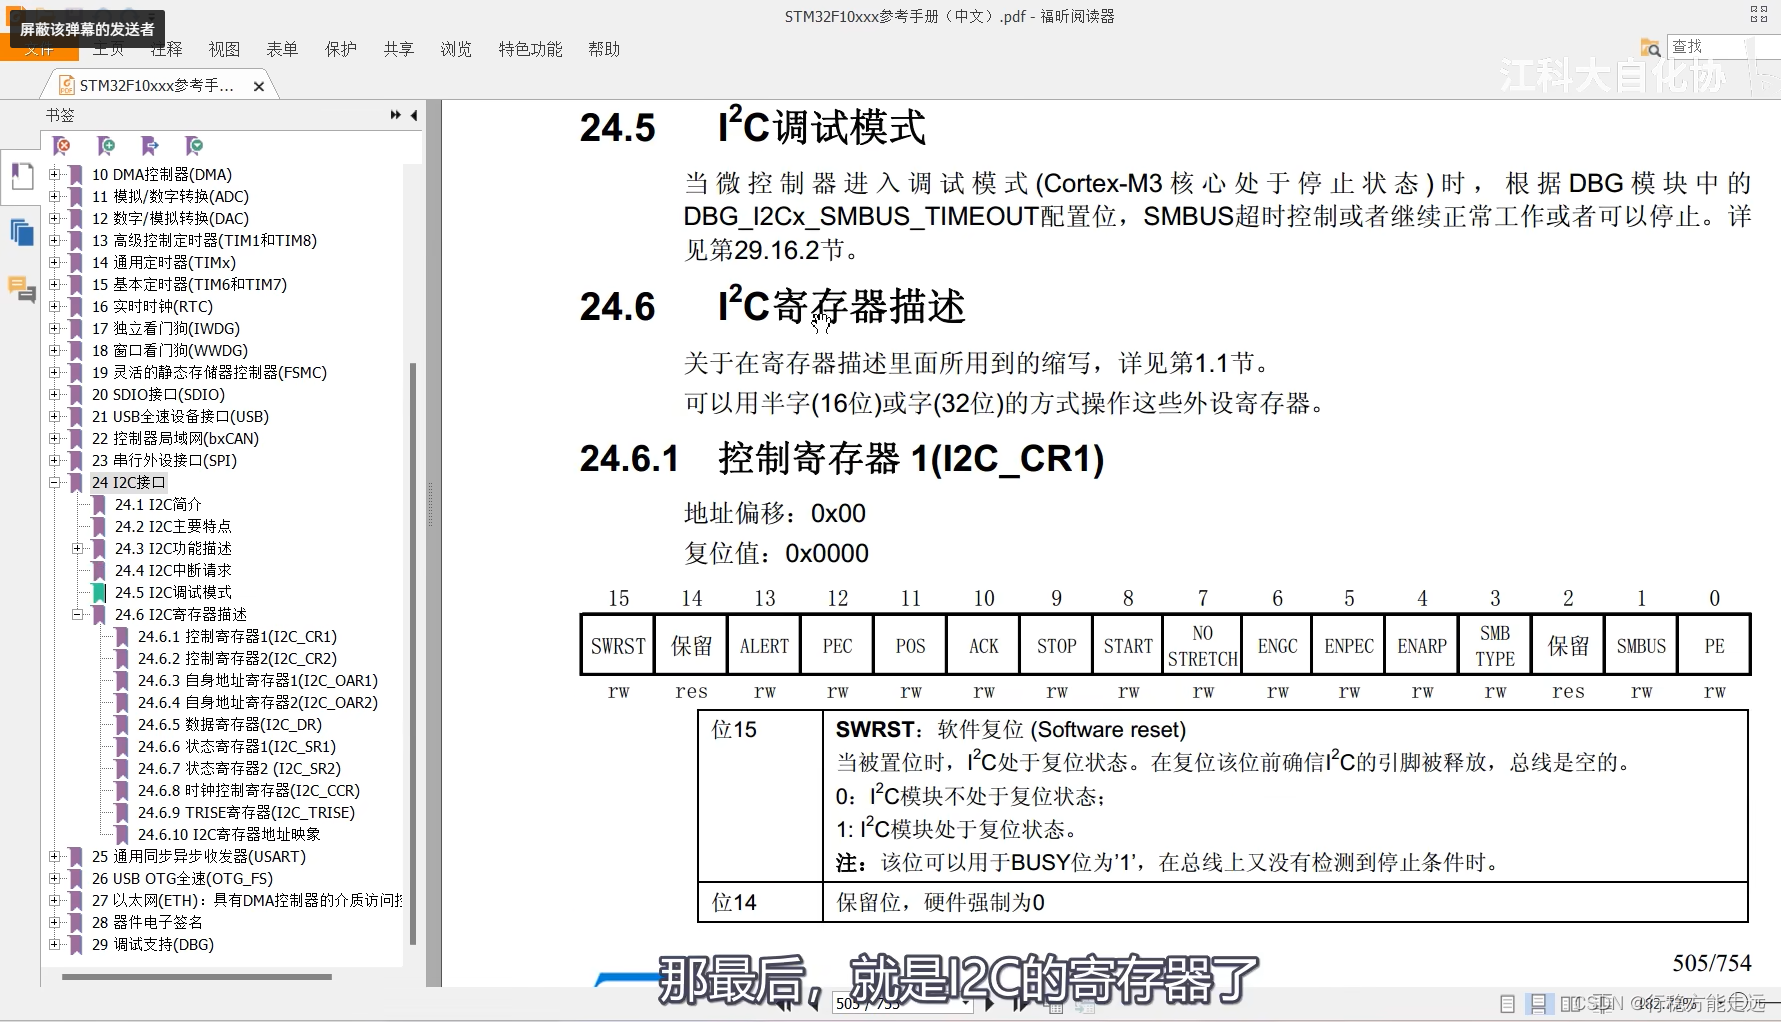 屏蔽该弹幕的发送者
STM32F10xxx参考手册（中文）.pdf - 福昕阅读器
文件 主页 注释 视图 表单 保护 共享 浏览 特色功能 帮助
查找
江科大自化协
STM32F10xxx参考手...
书签
10 DMA控制器(DMA)
11 模拟/数字转换(ADC)
12 数字/模拟转换(DAC)
13 高级控制定时器(TIM1和TIM8)
14 通用定时器(TIMx)
15 基本定时器(TIM6和TIM7)
16 实时时钟(RTC)
17 独立看门狗(IWDG)
18 窗口看门狗(WWDG)
19 灵活的静态存储器控制器(FSMC)
20 SDIO接口(SDIO)
21 USB全速设备接口(USB)
22 控制器局域网(bxCAN)
23 串行外设接口(SPI)
24 I2C接口
24.1 I2C简介
24.2 I2C主要特点
24.3 I2C功能描述
24.4 I2C中断请求
24.5 I2C调试模式
24.6 I2C寄存器描述
24.6.1 控制寄存器1(I2C_CR1)
24.6.2 控制寄存器2(I2C_CR2)
24.6.3 自身地址寄存器1(I2C_OAR1)
24.6.4 自身地址寄存器2(I2C_OAR2)
24.6.5 数据寄存器(I2C_DR)
24.6.6 状态寄存器1(I2C_SR1)
24.6.7 状态寄存器2 (I2C_SR2)
24.6.8 时钟控制寄存器(I2C_CCR)
24.6.9 TRISE寄存器(I2C_TRISE)
24.6.10 I2C寄存器地址映象
25 通用同步异步收发器(USART)
26 USB OTG全速(OTG_FS)
27 以太网(ETH)：具有DMA控制器的介质访问控
28 器件电子签名
29 调试支持(DBG)
24.5 I²C调试模式
当微控制器进入调试模式(Cortex-M3核心处于停止状态)时，根据DBG模块中的
DBG_I2Cx_SMBUS_TIMEOUT配置位，SMBUS超时控制或者继续正常工作或者可以停止。详
见第29.16.2节。
24.6 I²C寄存器描述
关于在寄存器描述里面所用到的缩写，详见第1.1节。
可以用半字(16位)或字(32位)的方式操作这些外设寄存器。
24.6.1 控制寄存器 1(I2C_CR1)
地址偏移：0x00
复位值：0x0000
15 14 13 12 11 10 9 8 7 6 5 4 3 2 1 0
SWRST 保留 ALERT PEC POS ACK STOP START NO STRETCH ENGC ENPEC ENARP SMB TYPE 保留 SMBUS PE
rw res rw rw rw rw rw rw rw rw rw rw rw res rw rw
位15 SWRST：软件复位 (Software reset)
当被置位时，I²C处于复位状态。在复位该位前确信I²C的引脚被释放，总线是空的。
0：I²C模块不处于复位状态；
1: I²C模块处于复位状态。
注：该位可以用于BUSY位为’1’，在总线上又没有检测到停止条件时。
位14 保留位，硬件强制为0
505/754
那最后，就是I2C的寄存器了
505 / 755
182.72%
CSDN @行稳方能走远